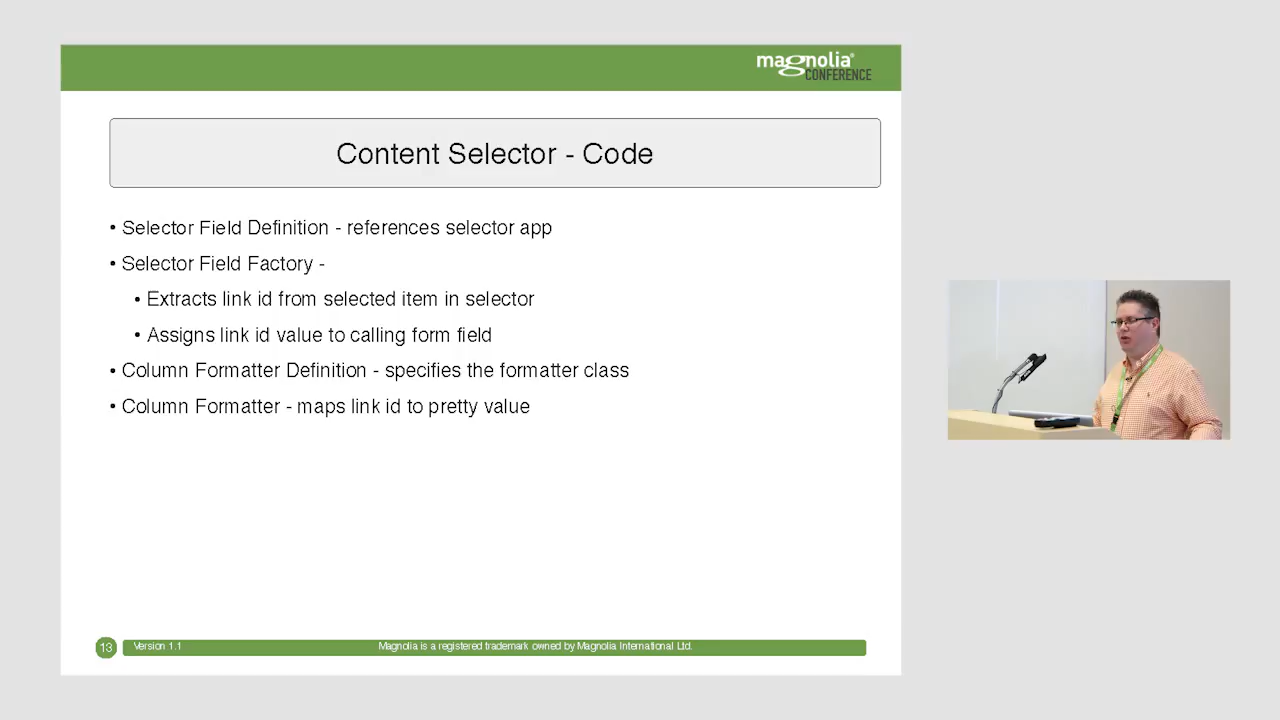 magnolia®
CONFERENCE
Content Selector - Code
• Selector Field Definition - references selector app
• Selector Field Factory -
• Extracts link id from selected item in selector
• Assigns link id value to calling form field
• Column Formatter Definition - specifies the formatter class
• Column Formatter - maps link id to pretty value
13 Version 1.1 Magnolia is a registered trademark owned by Magnolia International Ltd.